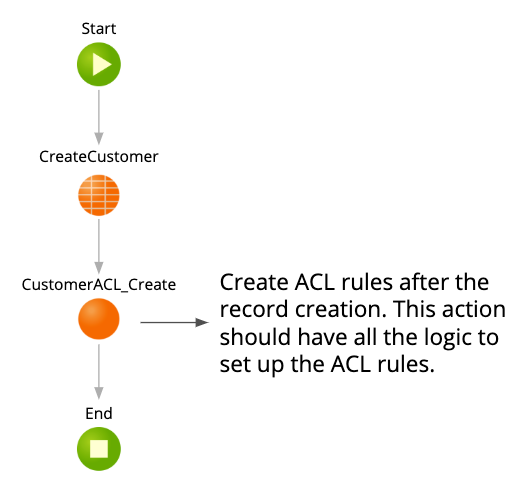 Start
CreateCustomer
CustomerACL_Create
Create ACL rules after the
record creation. This action
should have all the logic to
set up the ACL rules.
End